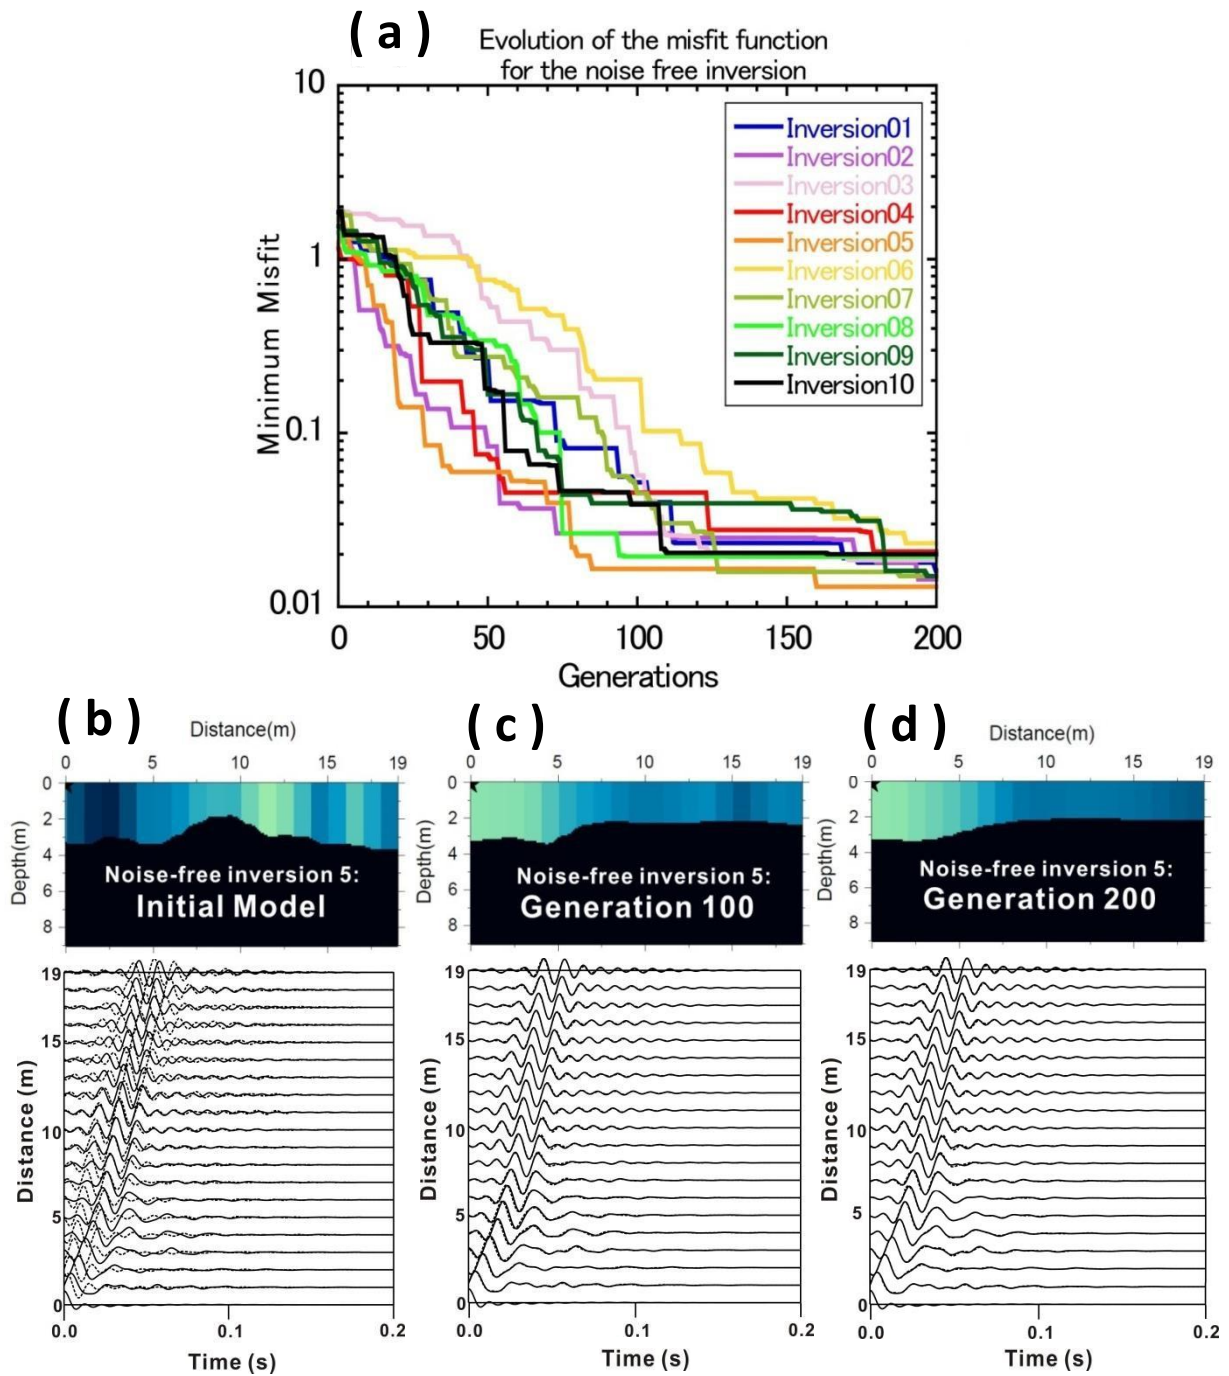 ( a )
Evolution of the misfit function
for the noise free inversion
10
1
0.1
0.01
Minimum Misfit
Inversion01
Inversion02
Inversion03
Inversion04
Inversion05
Inversion06
Inversion07
Inversion08
Inversion09
Inversion10
0 50 100 150 200
Generations
( b )
Distance(m)
0 5 10 15 19
0
2
4
6
8
Depth(m)
Noise-free inversion 5:
Initial Model
19
15
10
5
0
Distance (m)
0.0 0.1 0.2
Time (s)
( c )
0 5 10 15 19
0
2
4
6
8
Depth(m)
Noise-free inversion 5:
Generation 100
19
15
10
5
0
Distance (m)
0.0 0.1 0.2
Time (s)
( d )
Distance(m)
0 5 10 15 19
0
2
4
6
8
Depth(m)
Noise-free inversion 5:
Generation 200
19
15
10
5
0
Distance (m)
0.0 0.1 0.2
Time (s)